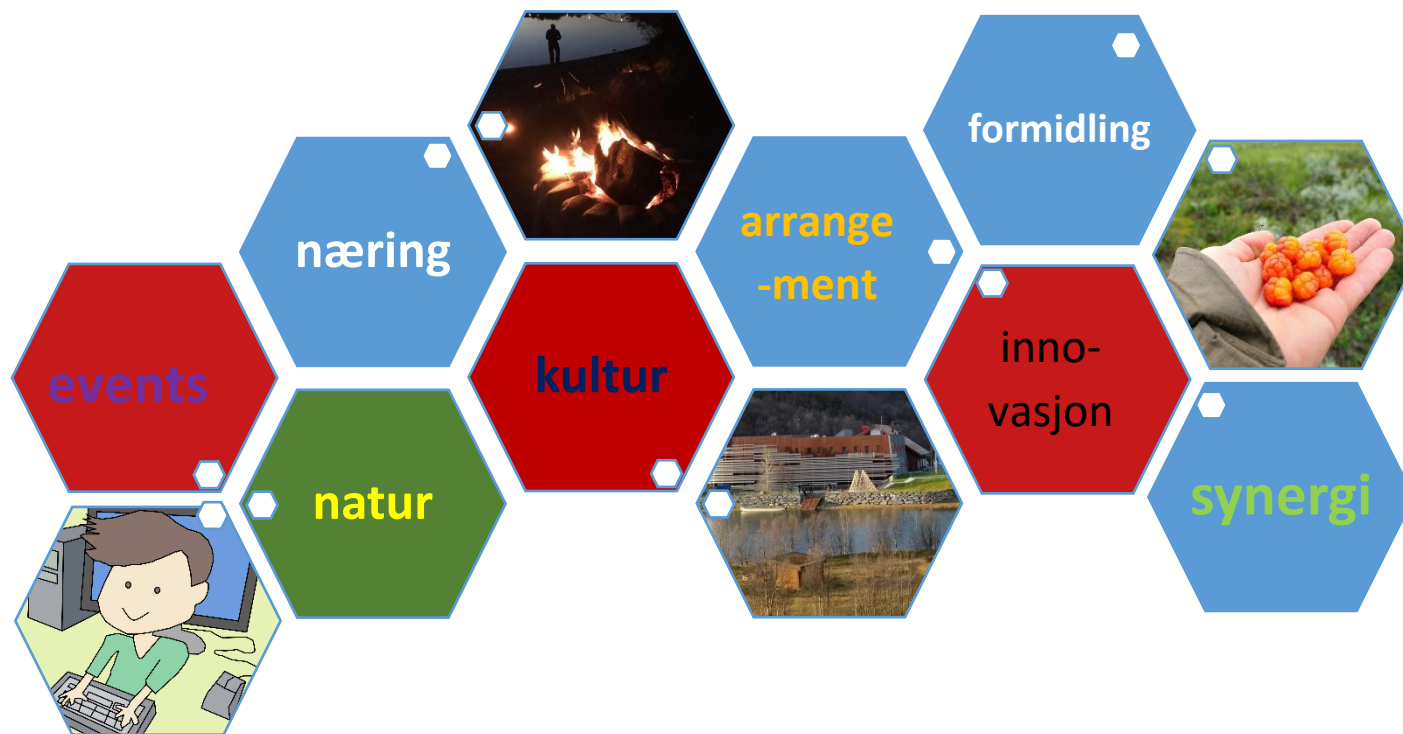 formidling
arrange
-ment
næring
inno-
vasjon
kultur
events
natur
synergi